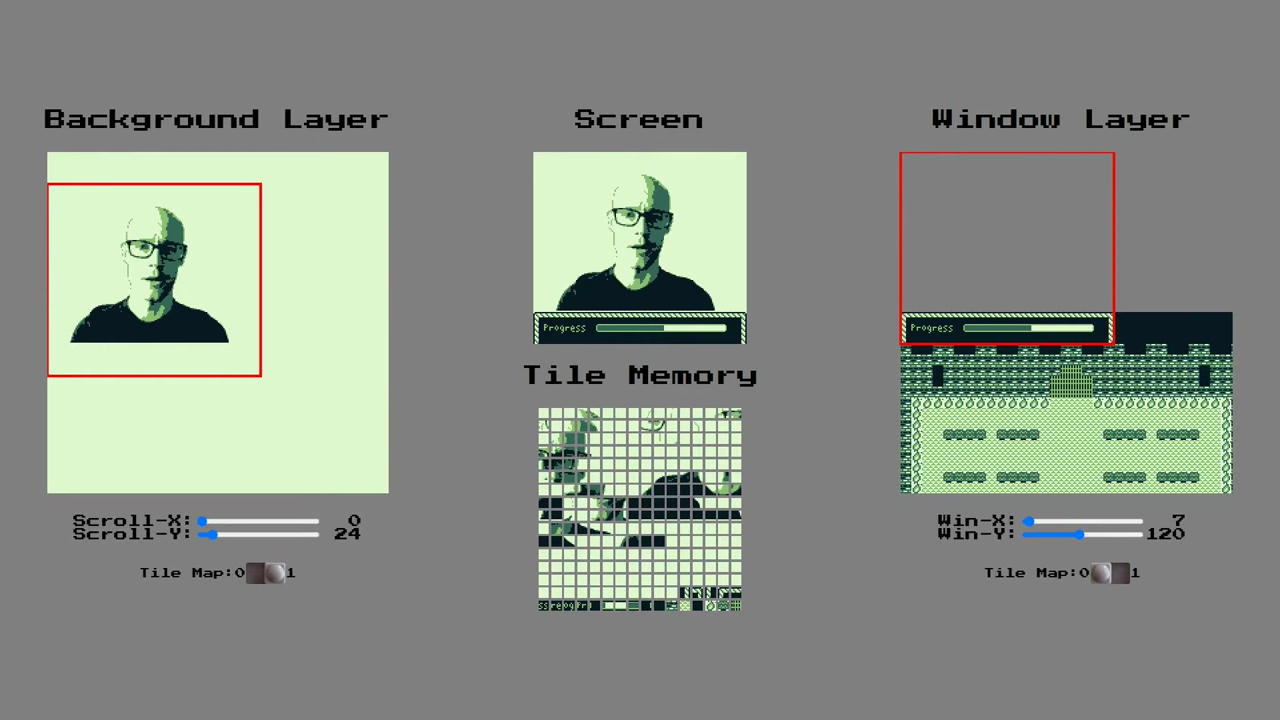 Background Layer
Screen
Window Layer
Progress
Progress
Tile Memory
Scroll-X: 0
Scroll-Y: 24
Tile Map:0 1
Win-X: 7
Win-Y: 120
Tile Map:0 1